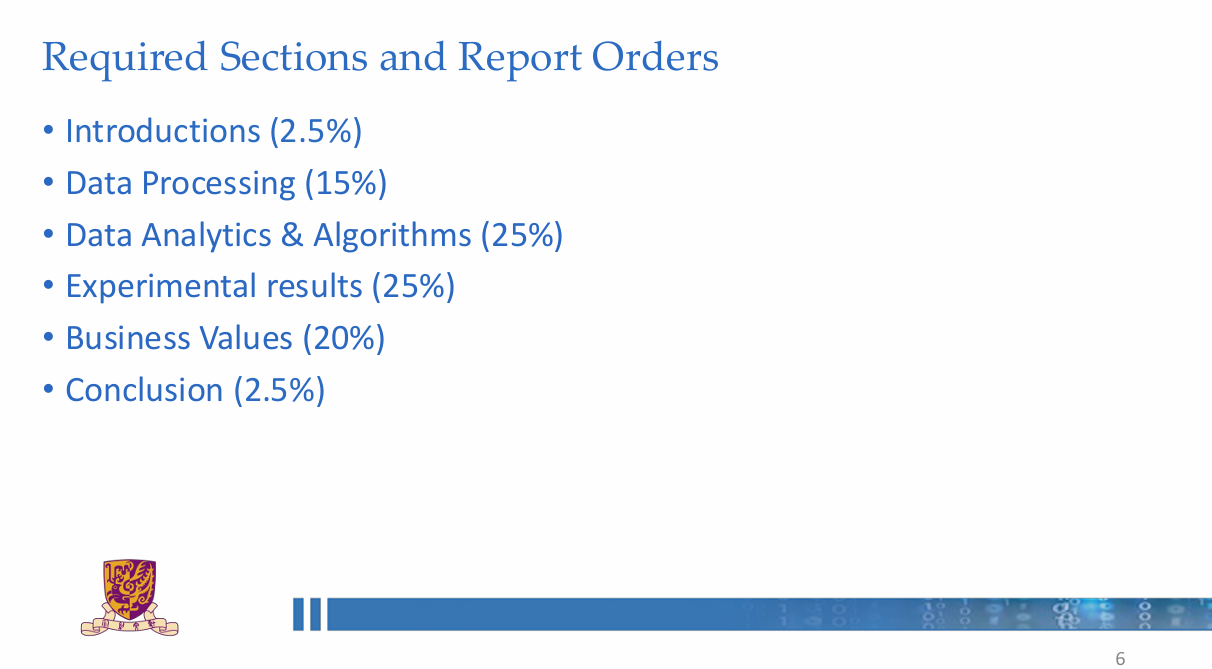 Required Sections and Report Orders
• Introductions (2.5%)
• Data Processing (15%)
• Data Analytics & Algorithms (25%)
• Experimental results (25%)
• Business Values (20%)
• Conclusion (2.5%)
6